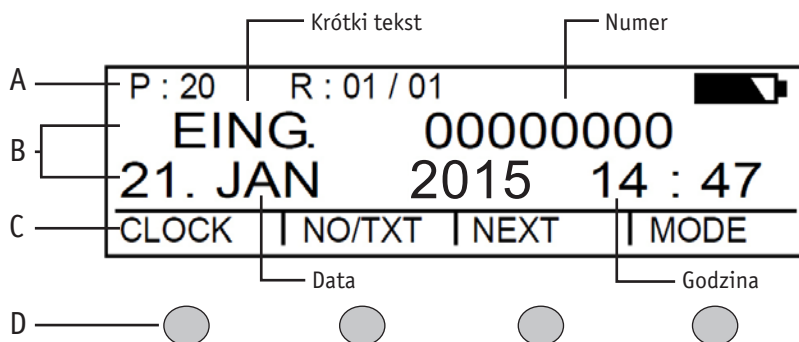 Krótki tekst Numer
A P : 20 R : 01 / 01
B EING. 00000000
21. JAN 2015 14 : 47
C CLOCK NO/TXT NEXT MODE
Data Godzina
D